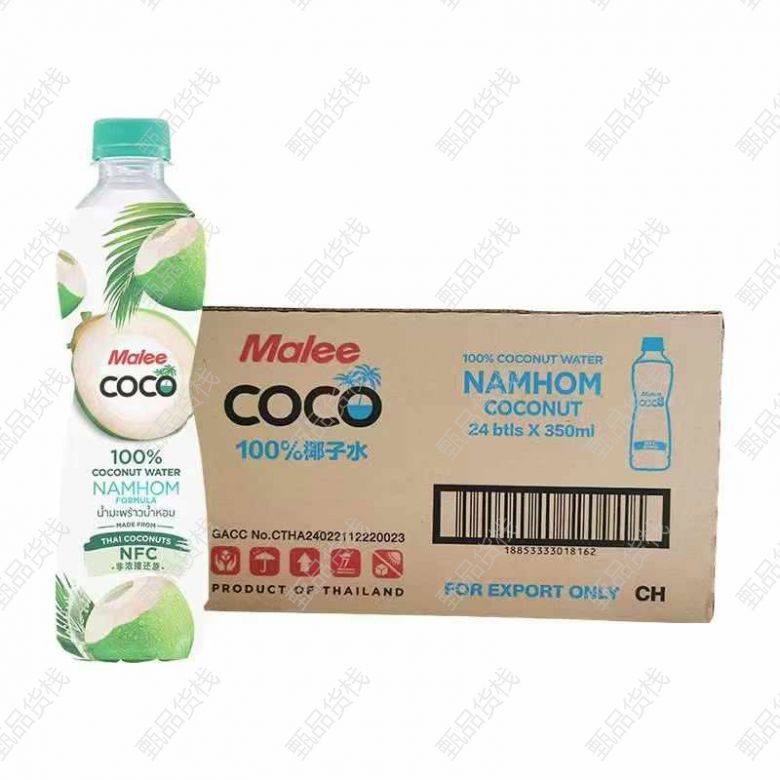 Malee
COCO
100%
COCONUT WATER
NAMHOM
FORMULA
น้ำมะพร้าวน้ำหอม
MADE FROM
THAI COCONUTS
NFC
非浓缩还原
Malee
COCO
100%椰子水
100% COCONUT WATER
NAMHOM
COCONUT
24 btls X 350ml
Malee
COCO
GACC No.CTHA24022112220023
18853333018162
PRODUCT OF THAILAND
FOR EXPORT ONLY CH
甄品货栈